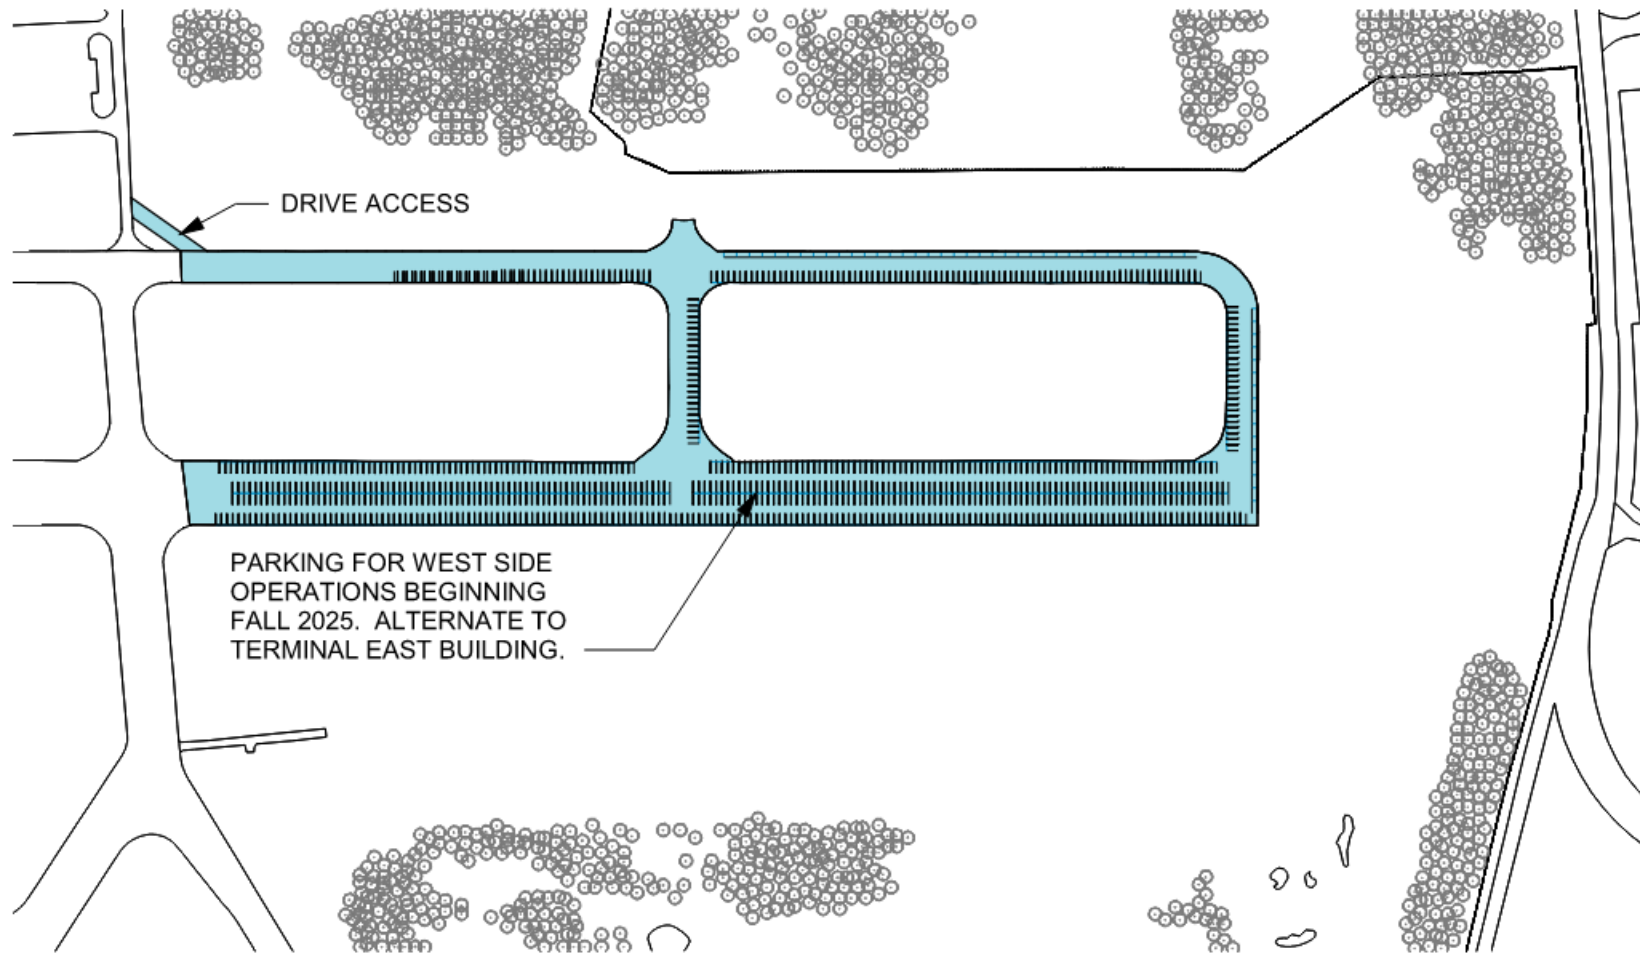 DRIVE ACCESS
PARKING FOR WEST SIDE
OPERATIONS BEGINNING
FALL 2025.  ALTERNATE TO
TERMINAL EAST BUILDING.